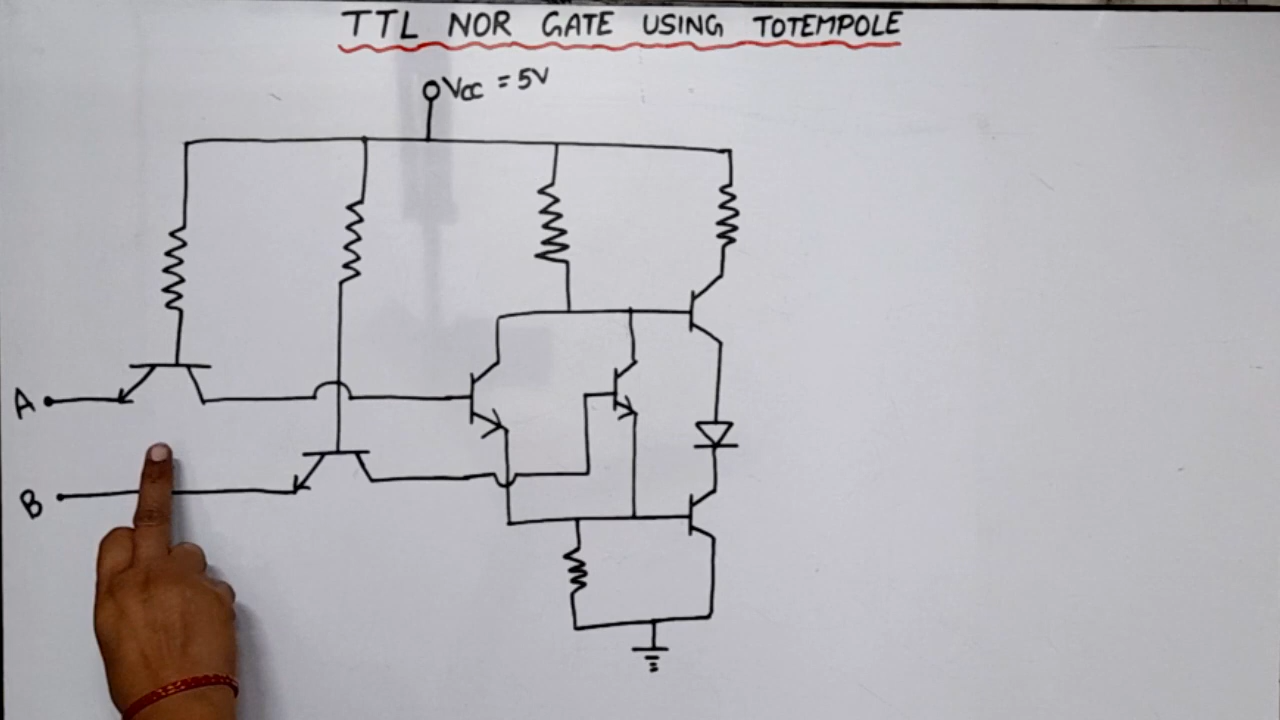 TTL NOR GATE USING TOTEMPOLE
VCC = 5V
A
B